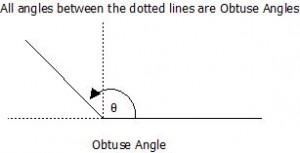 All angles between the dotted lines are Obtuse Angles
θ
Obtuse Angle